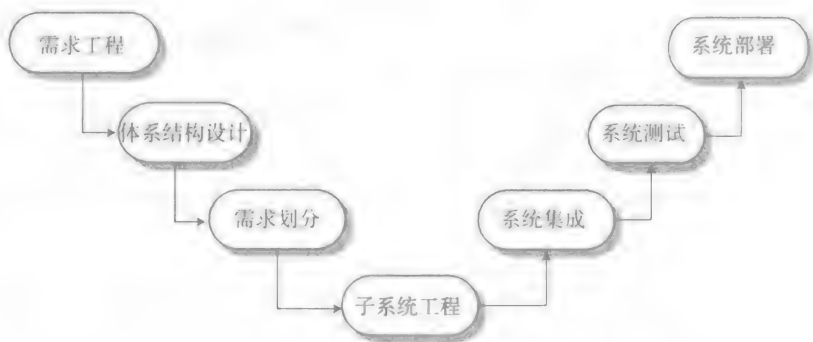 需求工程
体系结构设计
需求划分
子系统工程
系统集成
系统测试
系统部署